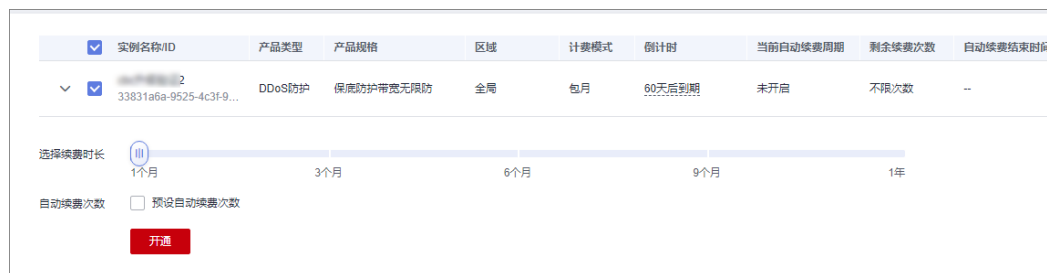 实例名称/ID 产品类型 产品规格 区域 计费模式 倒计时 当前自动续费周期 剩余续费次数 自动续费结束时间
2
33831a6a-9525-4c3f-9... DDoS防护 保底防护带宽无限防 全局 包月 60天后到期 未开启 不限次数 --
选择续费时长
1个月 3个月 6个月 9个月 1年
自动续费次数 预设自动续费次数
开通